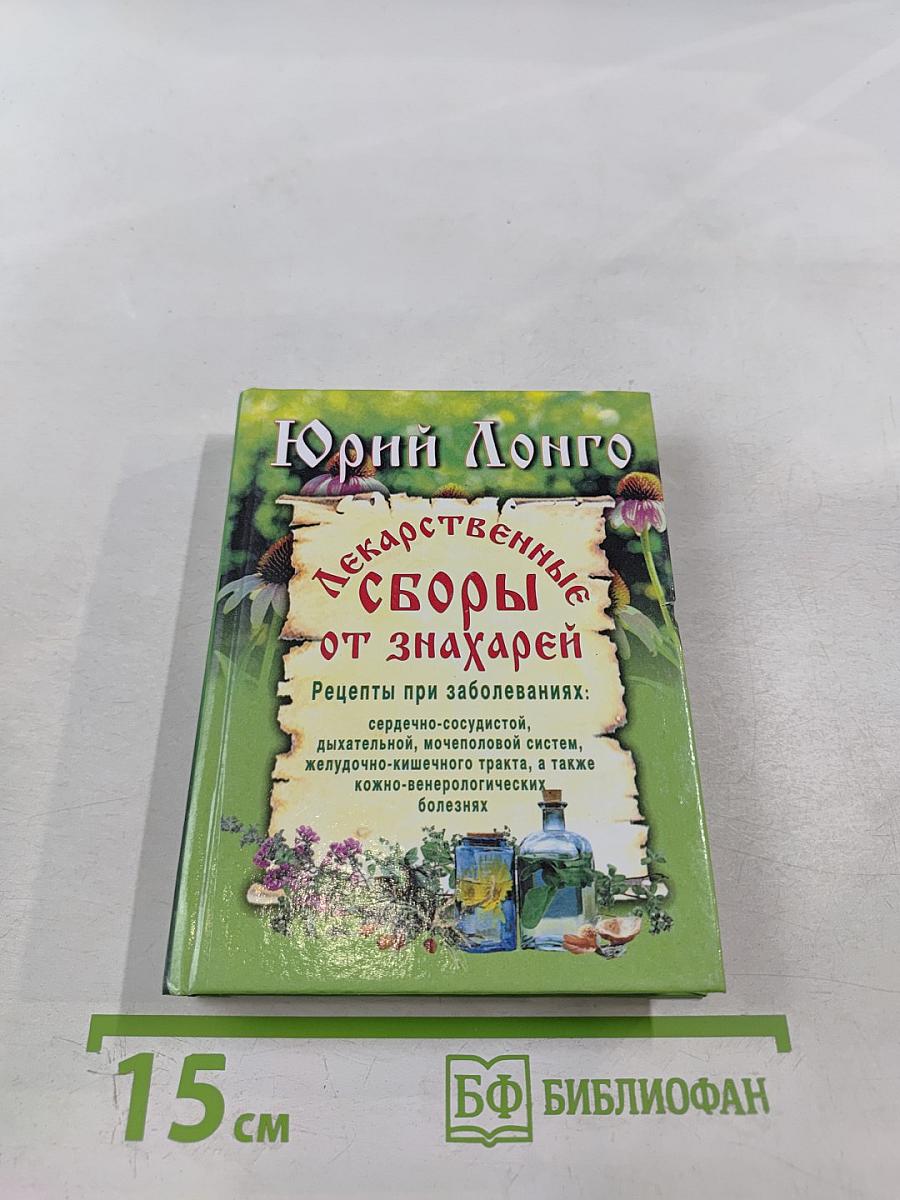 Юрий Лонго
Лекарственные
сборы
от знахарей
Рецепты при заболеваниях:
сердечно-сосудистой,
дыхательной, мочеполовой систем,
желудочно-кишечного тракта, а также
кожно-венерологических
болезнях
15 см
БФ БИБЛИОФАН